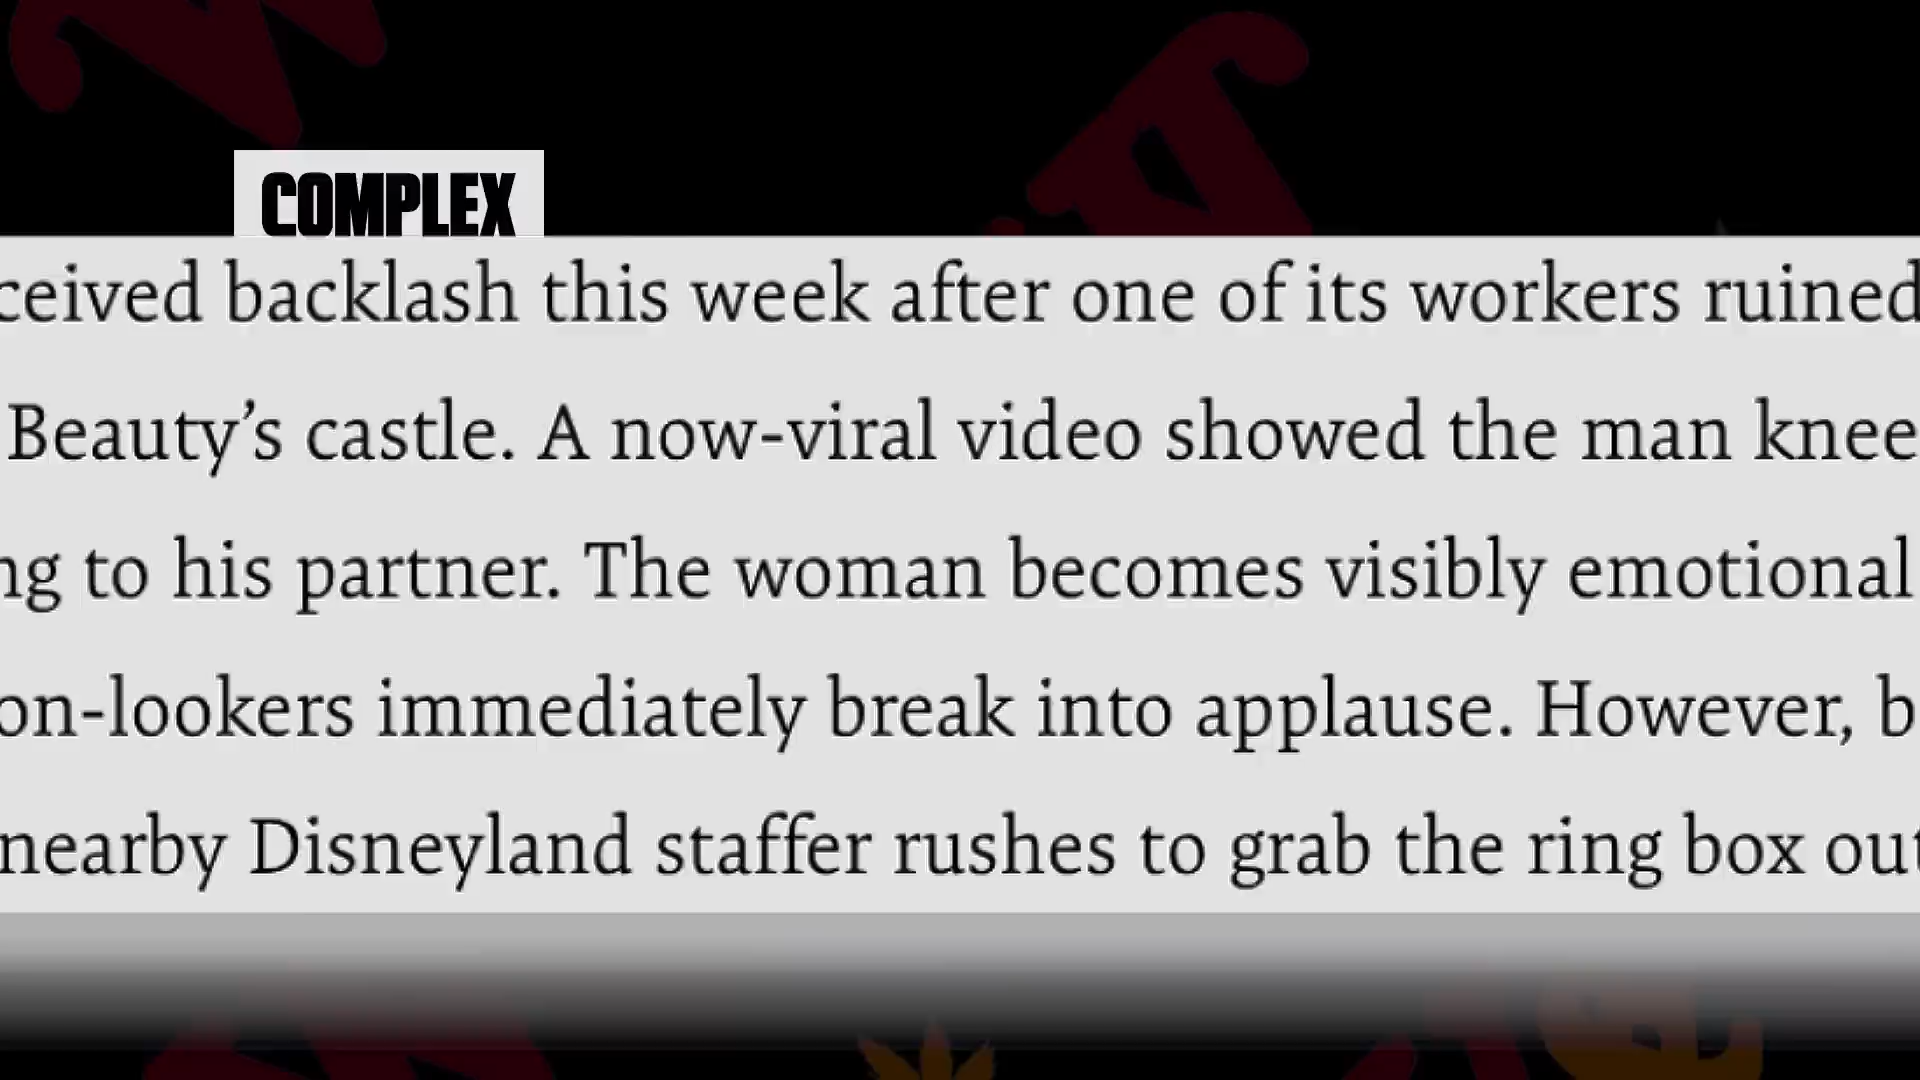 COMPLEX
ceived backlash this week after one of its workers ruined
Beauty’s castle. A now-viral video showed the man knee
ng to his partner. The woman becomes visibly emotional
on-lookers immediately break into applause. However, b
nearby Disneyland staffer rushes to grab the ring box out